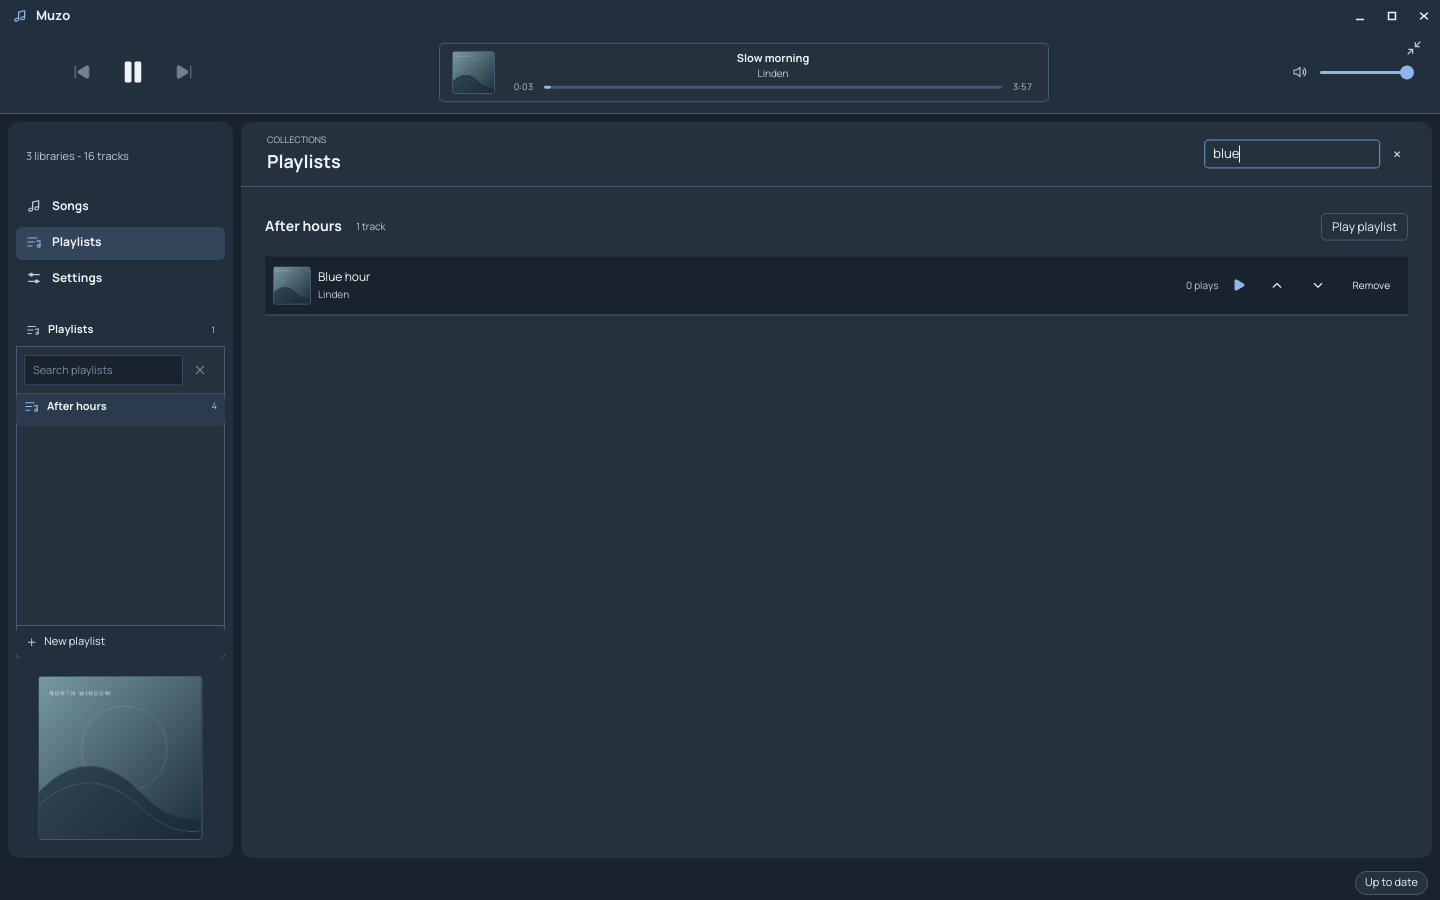 Muzo
Slow morning
Linden
0:03
3:57
3 libraries - 16 tracks
Songs
Playlists
Settings
Playlists
1
Search playlists
After hours
4
New playlist
NORTH WINDOW
COLLECTIONS
Playlists
blue
After hours
1 track
Play playlist
Blue hour
Linden
0 plays
Remove
Up to date